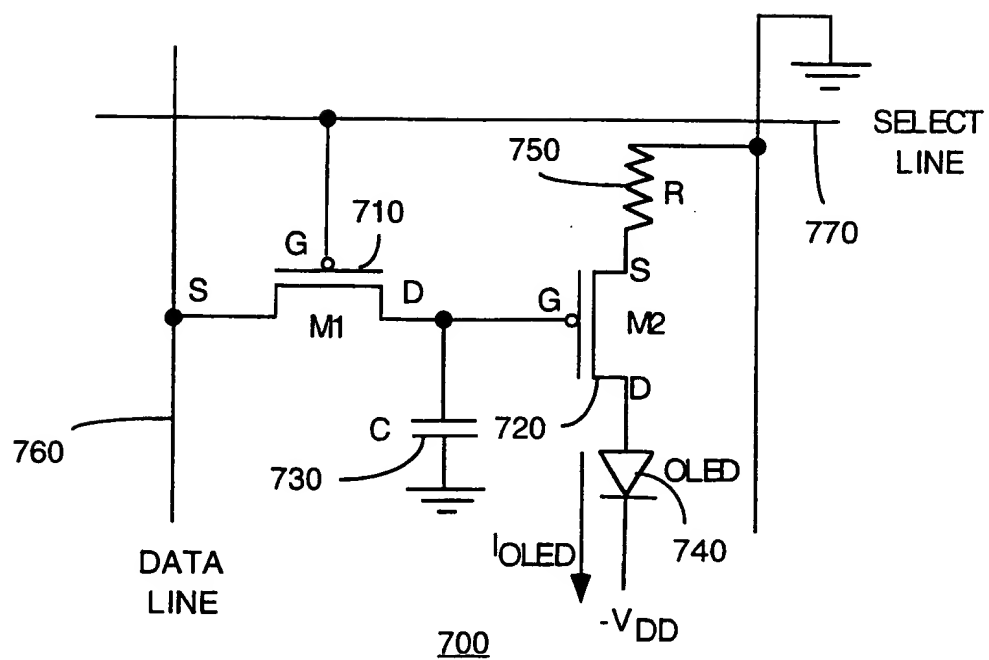 SELECT
LINE
750
R
770
710
G
S
D
M1
G
S
M2
D
C
720
730
760
OLED
740
IOLED
DATA
LINE
-VDD
700